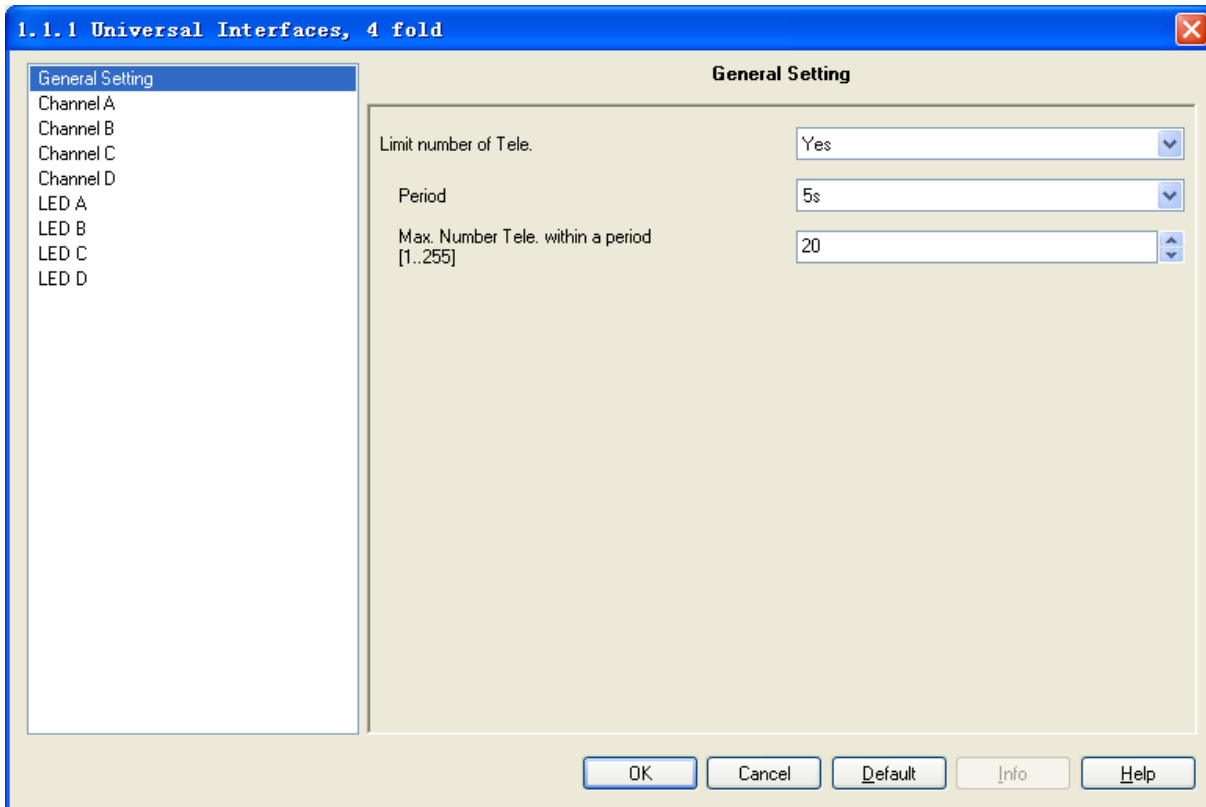 1.1.1 Universal Interfaces, 4 fold
General Setting
Channel A
Channel B
Channel C
Channel D
LED A
LED B
LED C
LED D
General Setting
Limit number of Tele.
Yes
Period
5s
Max. Number Tele. within a period
[1..255]
20
OK
Cancel
Default
Info
Help